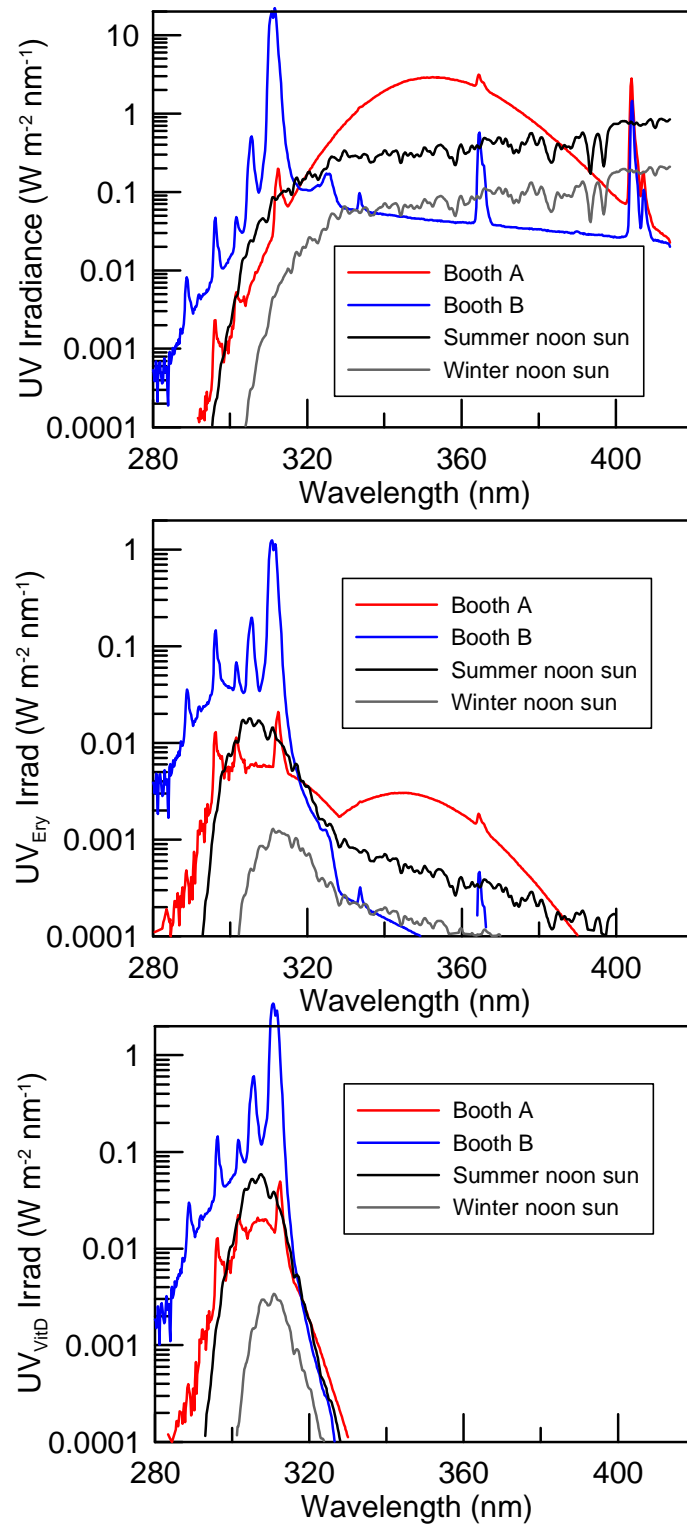 UV Irradiance (W m-2 nm-1)
10
1
0.1
0.01
0.001
0.0001
Booth A
Booth B
Summer noon sun
Winter noon sun
280
320
360
400
Wavelength (nm)
UVEry Irrad (W m-2 nm-1)
1
0.1
0.01
0.001
0.0001
Booth A
Booth B
Summer noon sun
Winter noon sun
280
320
360
400
Wavelength (nm)
UVVitD Irrad (W m-2 nm-1)
1
0.1
0.01
0.001
0.0001
Booth A
Booth B
Summer noon sun
Winter noon sun
280
320
360
400
Wavelength (nm)